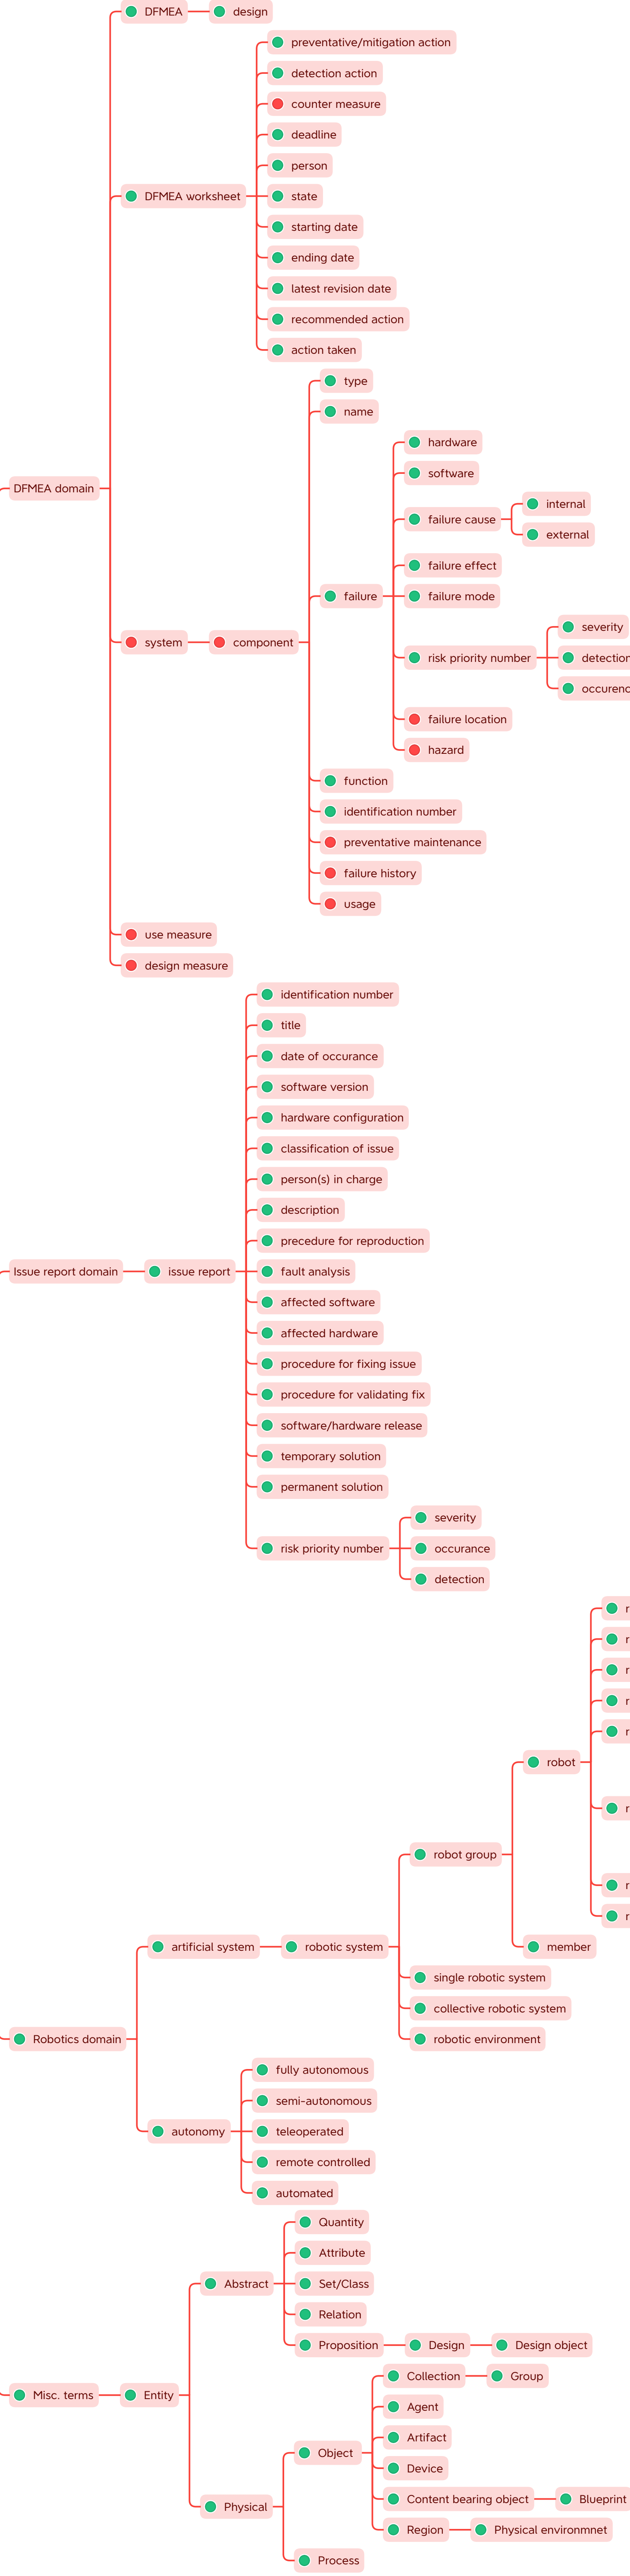 DFMEA
design
preventative/mitigation action
detection action
counter measure
deadline
person
DFMEA worksheet
state
starting date
ending date
latest revision date
recommended action
action taken
type
name
hardware
software
DFMEA domain
internal
failure cause
external
failure effect
failure
failure mode
severity
system
component
risk priority number
detection
occurenc
failure location
hazard
function
identification number
preventative maintenance
failure history
usage
use measure
design measure
identification number
title
date of occurance
software version
hardware configuration
classification of issue
person(s) in charge
description
precedure for reproduction
Issue report domain
issue report
fault analysis
affected software
affected hardware
procedure for fixing issue
procedure for validating fix
software/hardware release
temporary solution
permanent solution
severity
risk priority number
occurance
detection
r
r
r
r
r
robot
r
robot group
r
r
artificial system
robotic system
member
single robotic system
collective robotic system
Robotics domain
robotic environment
fully autonomous
semi-autonomous
autonomy
teleoperated
remote controlled
automated
Quantity
Attribute
Abstract
Set/Class
Relation
Proposition
Design
Design object
Collection
Group
Misc. terms
Entity
Agent
Artifact
Object
Device
Content bearing object
Blueprint
Physical
Region
Physical environmnet
Process